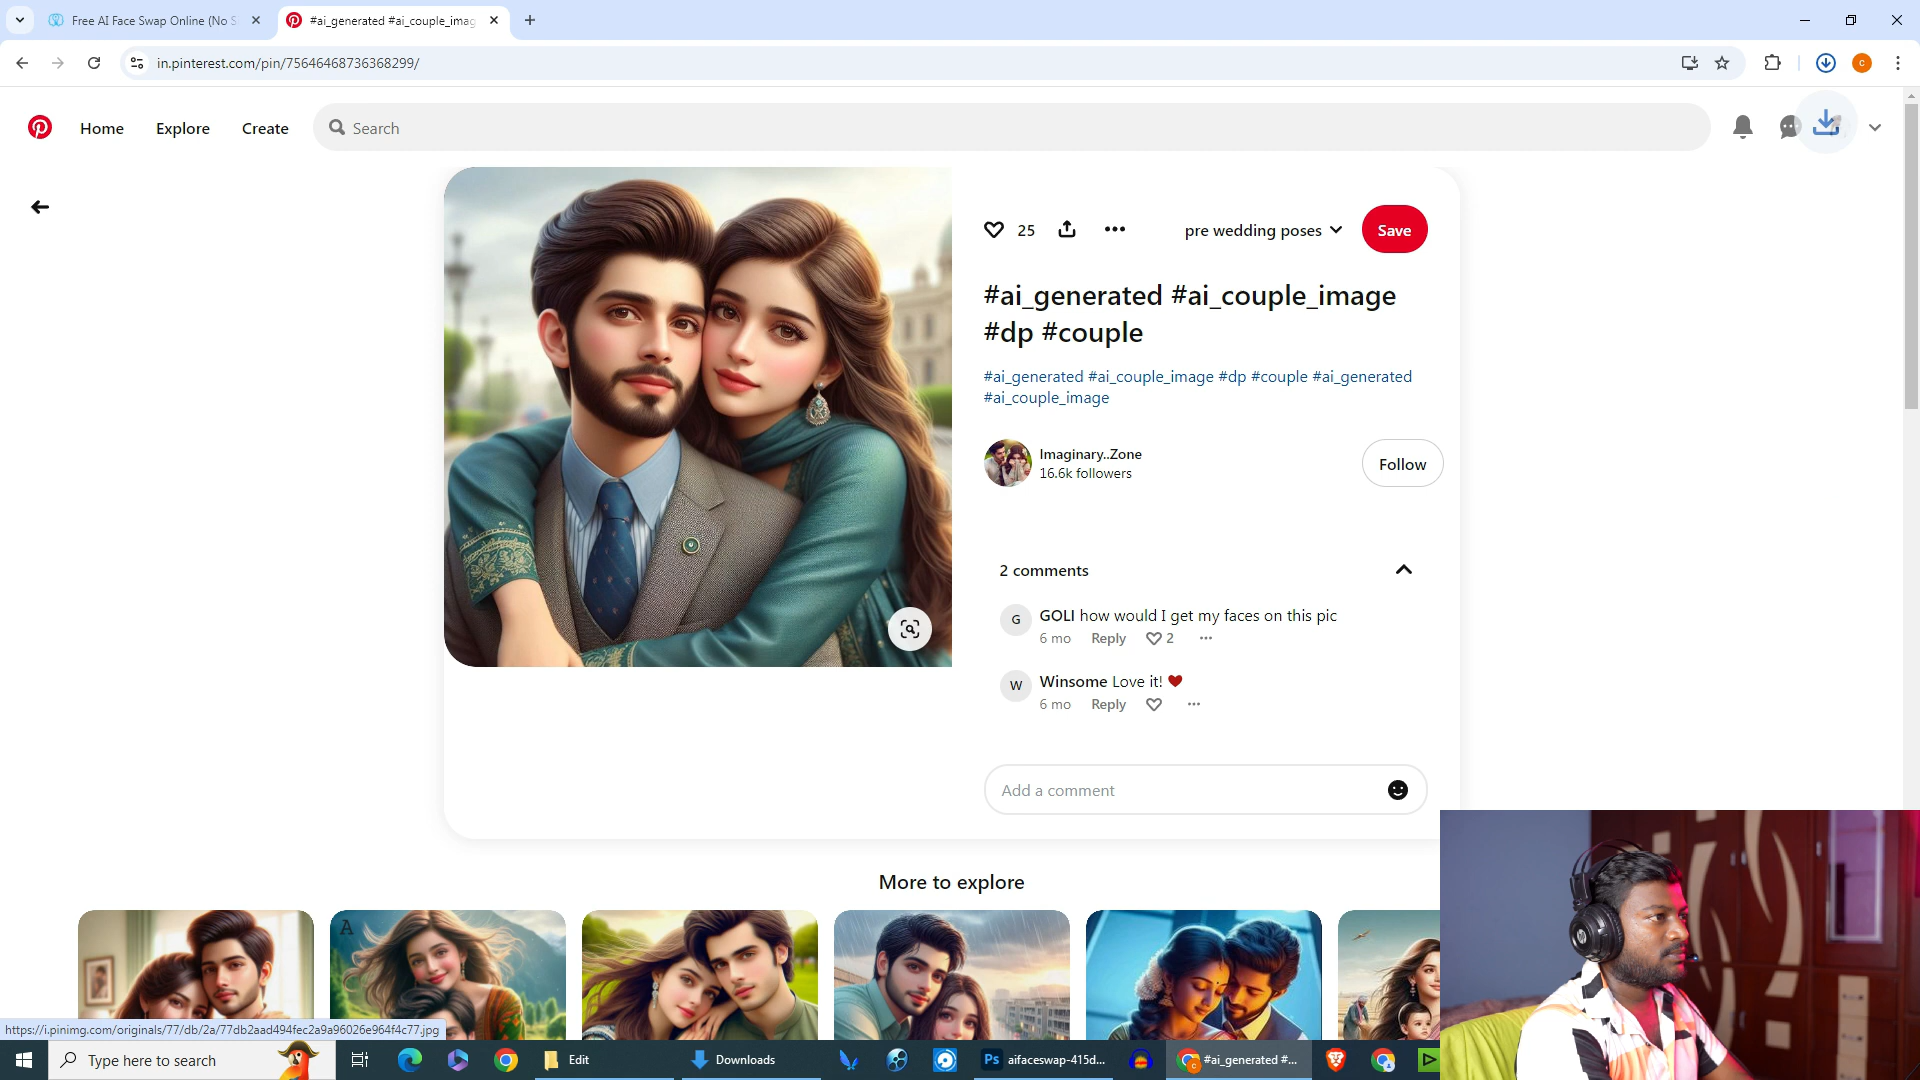 Free AI Face Swap Online (No S
#ai_generated #ai_couple_imag
in.pinterest.com/pin/75646468736368299/
C
Home
Explore
Create
Search
25
pre wedding poses
Save
#ai_generated #ai_couple_image
#dp #couple
#ai_generated #ai_couple_image #dp #couple #ai_generated
#ai_couple_image
Imaginary..Zone
16.6k followers
Follow
2 comments
G
GOLI how would I get my faces on this pic
6 mo
Reply
2
W
Winsome Love it! ❤
6 mo
Reply
Add a comment
More to explore
A
https://i.pinimg.com/originals/77/db/2a/77db2aad494fec2a9a96026e964f4c77.jpg
Type here to search
Edit
Downloads
Ps
aifaceswap-415d...
#ai_generated #...